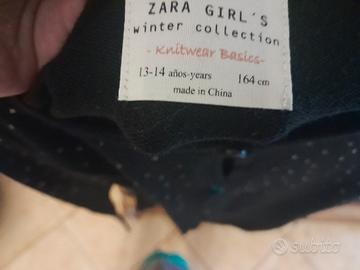 ZARA GIRL'S
winter collection
- Knitwear Basics-
13-14 años-years 164 cm
made in China
subito